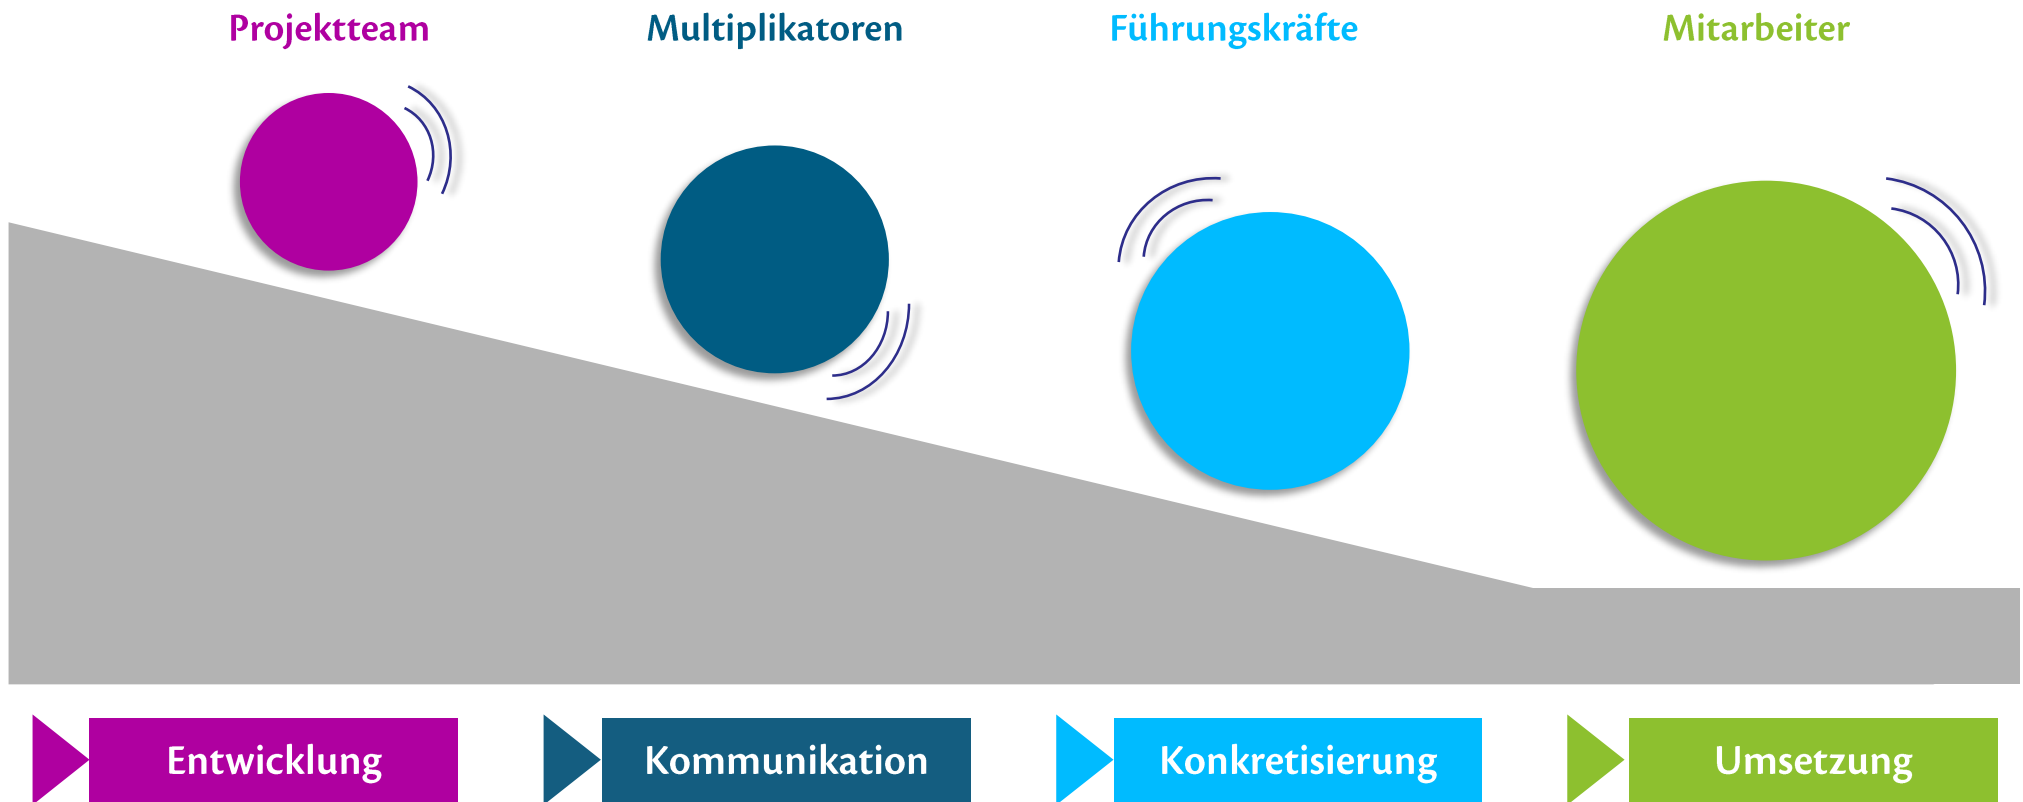 Projektteam
Multiplikatoren
Führungskräfte
Mitarbeiter
Entwicklung
Kommunikation
Konkretisierung
Umsetzung